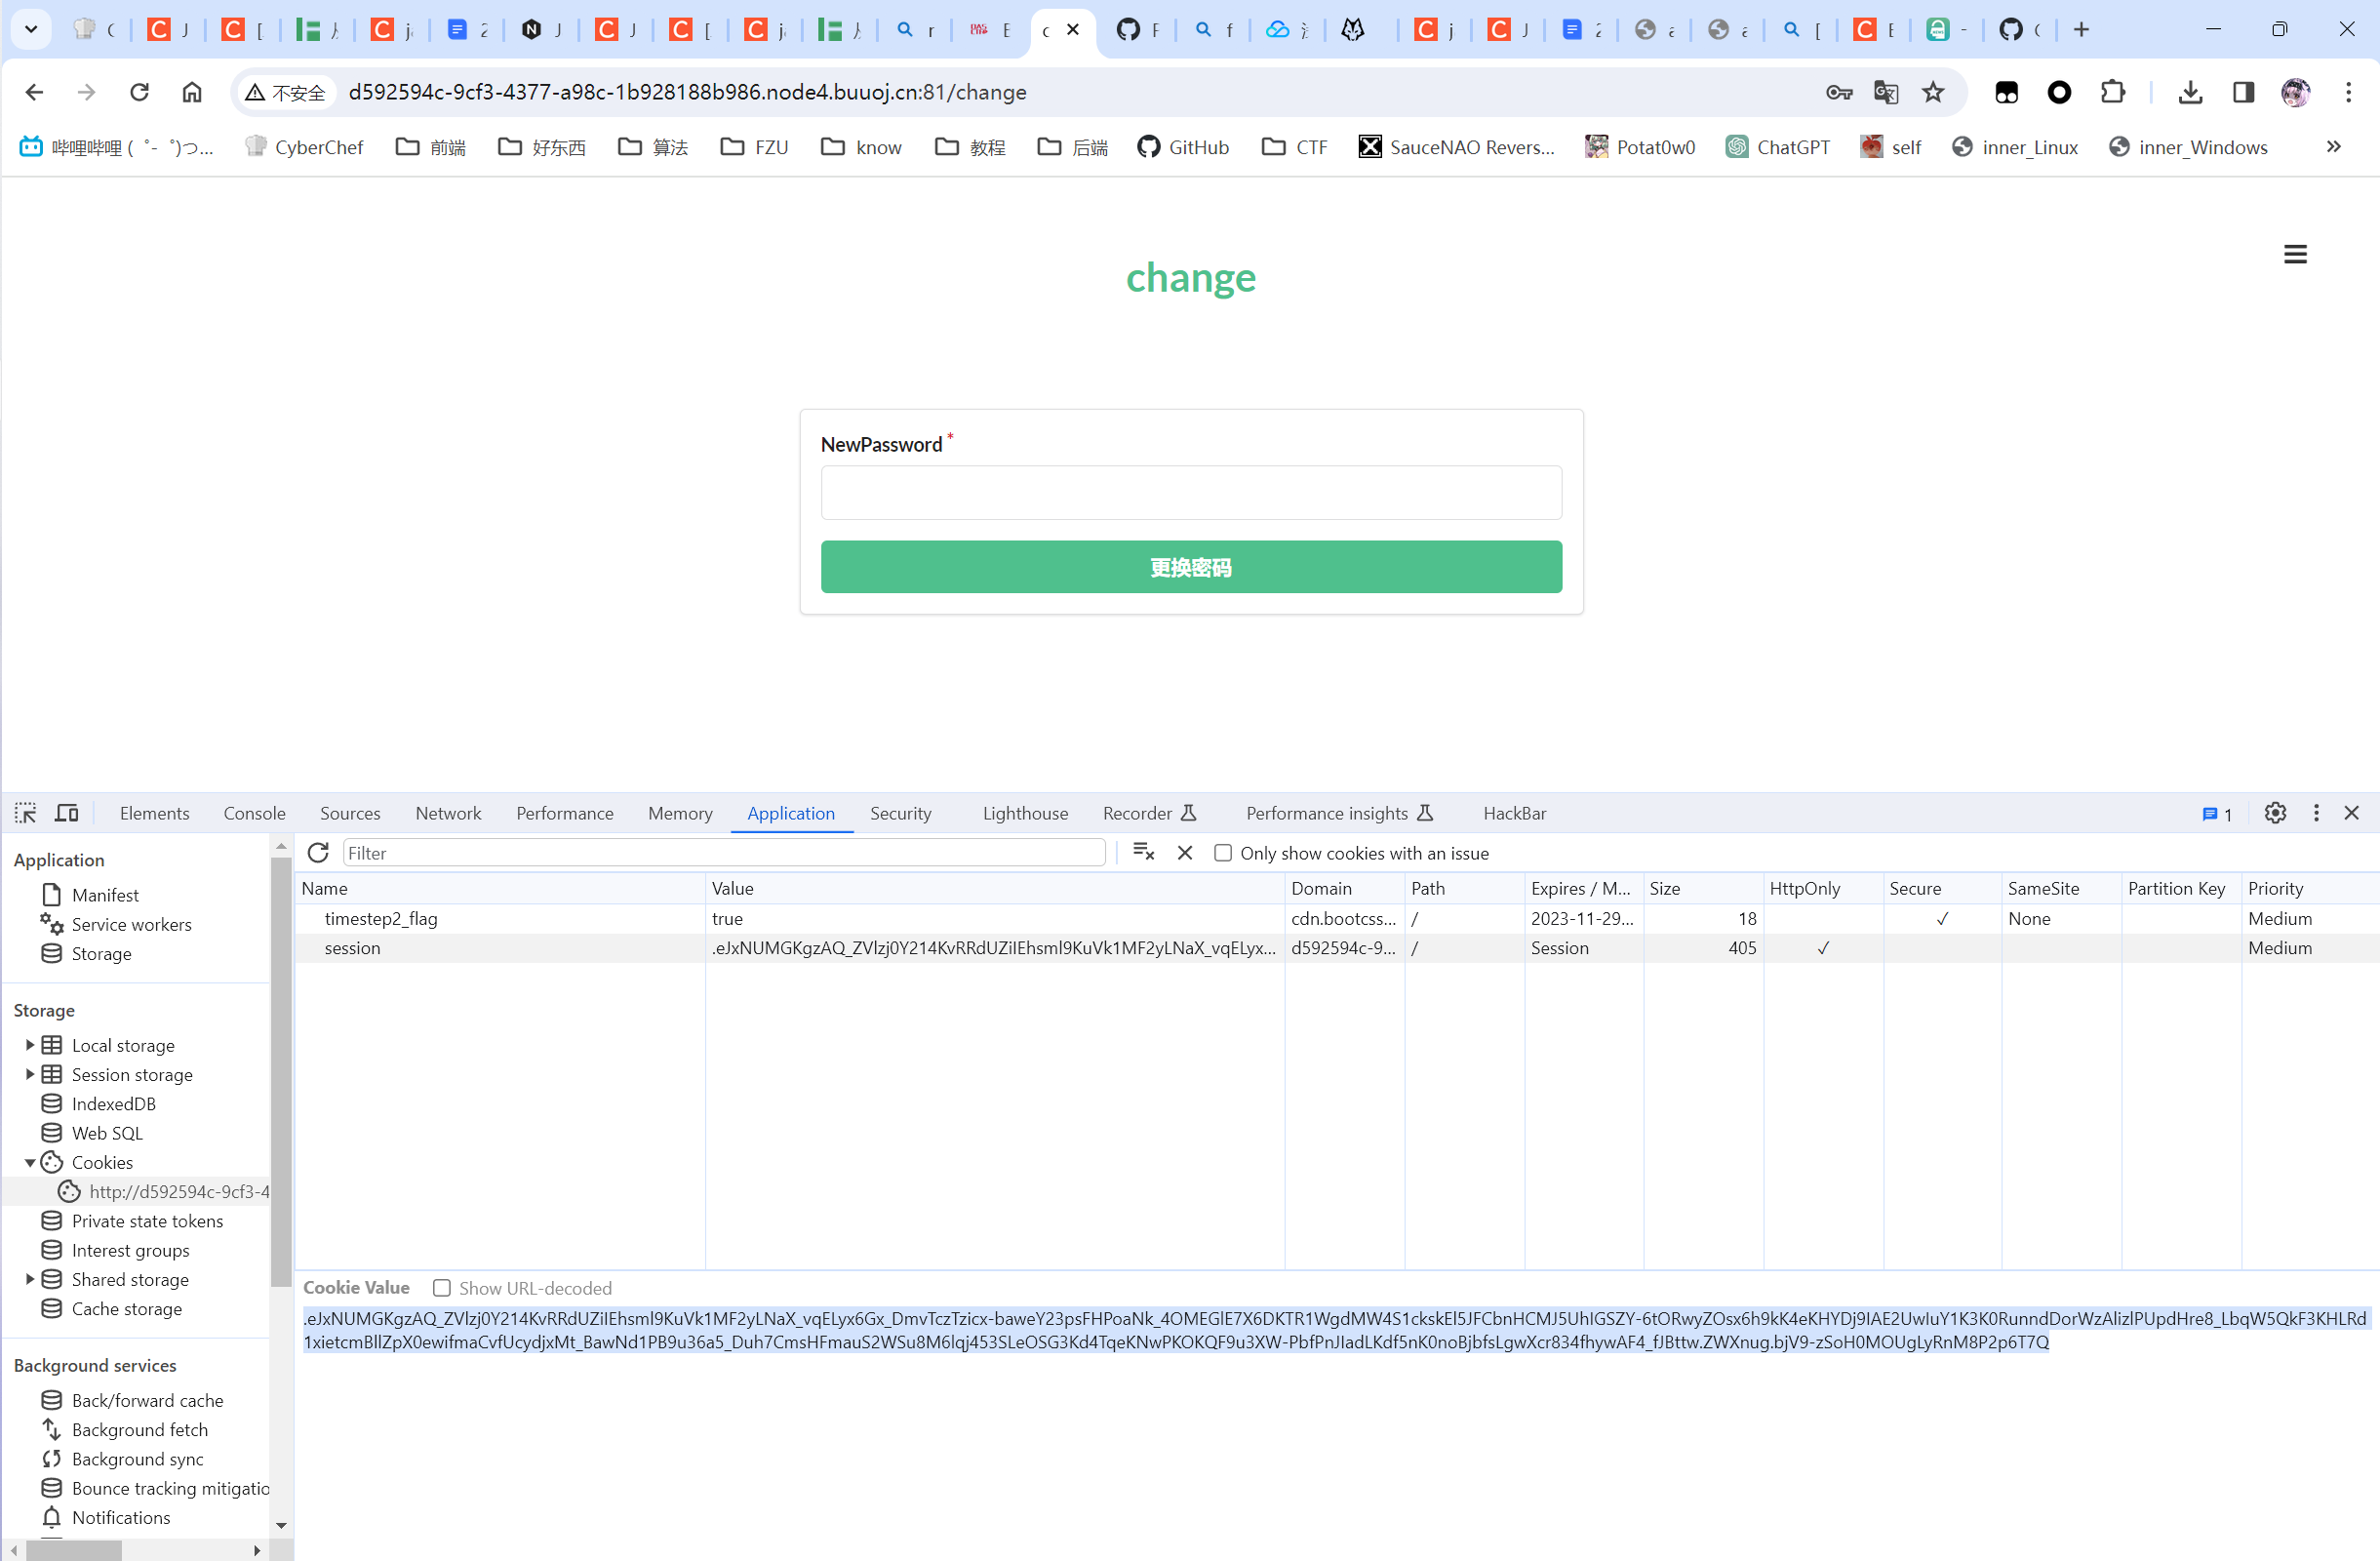 不安全 d592594c-9cf3-4377-a98c-1b928188b986.node4.buuoj.cn:81/change
哔哩哔哩 ( ゜- ゜)つ... CyberChef 前端 好东西 算法 FZU know 教程 后端 GitHub CTF SauceNAO Revers... Potat0w0 ChatGPT self inner_Linux inner_Windows
change
NewPassword *
更换密码
Elements Console Sources Network Performance Memory Application Security Lighthouse Recorder Performance insights HackBar 1
Application
Manifest
Service workers
Storage
Storage
Local storage
Session storage
IndexedDB
Web SQL
Cookies
http://d592594c-9cf3-4
Private state tokens
Interest groups
Shared storage
Cache storage
Background services
Back/forward cache
Background fetch
Background sync
Bounce tracking mitigatio
Notifications
Filter Only show cookies with an issue
Name Value Domain Path Expires / M... Size HttpOnly Secure SameSite Partition Key Priority
timestep2_flag true cdn.bootcss... / 2023-11-29... 18 ✓ None Medium
session .eJxNUMGKgzAQ_ZVlzj0Y214KvRRdUZiIEhsml9KuVk1MF2yLNaX_vqELyx... d592594c-9... / Session 405 ✓ Medium
Cookie Value Show URL-decoded
.eJxNUMGKgzAQ_ZVlzj0Y214KvRRdUZiIEhsml9KuVk1MF2yLNaX_vqELyx6Gx_DmvTczTzicx-baweY23psFHPoaNk_4OMEGlE7X6DKTR1WgdMW4S1ckskEl5JFCbnHCMJ5UhIGSZY-6tORwyZOsx6h9kK4eKHYDj9IAE2UwIuY1K3K0RunndDorWzAlizlPUpdHre8_LbqW5QkF3KHLRd
1xietcmBllZpX0ewifmaCvfUcydjxMt_BawNd1PB9u36a5_Duh7CmsHFmauS2WSu8M6lqj453SLeOSG3Kd4TqeKNwPKOKQF9u3XW-PbfPnJIadLKdf5nK0noBjbfsLgwXcr834fhywAF4_fJBttw.ZWXnug.bjV9-zSoH0MOUgLyRnM8P2p6T7Q